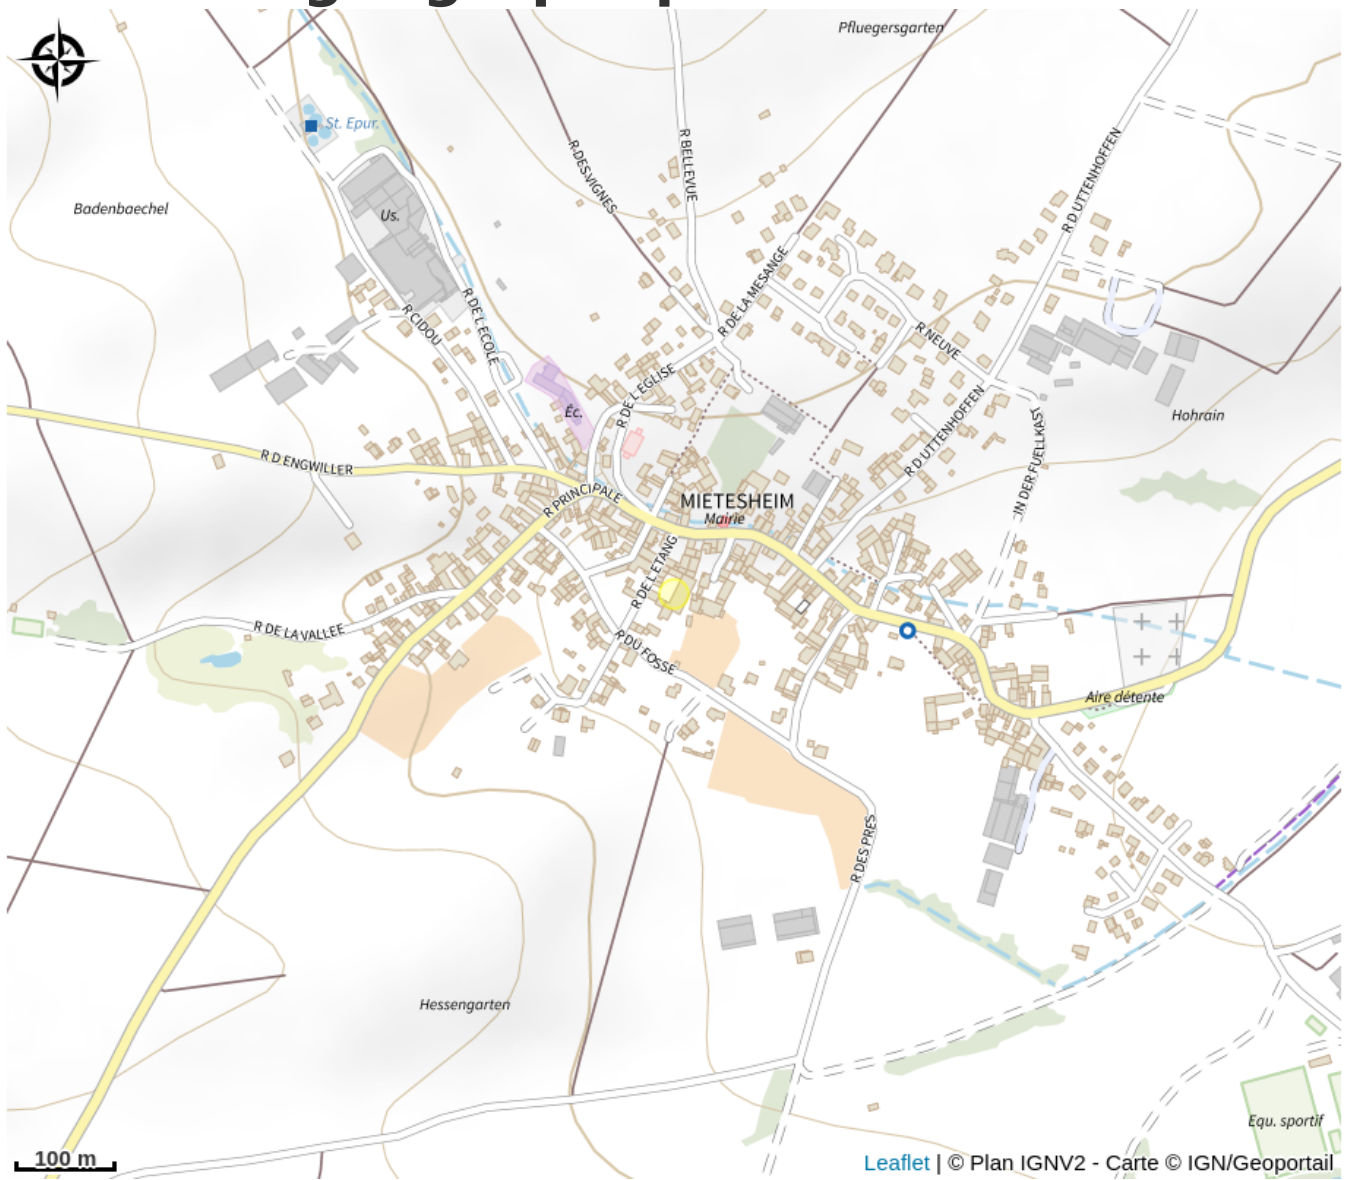 Pfluegersgarten
St. Epur.
R BELLEVUE
R DES VIGNES
R D UTTENHOFFEN
Badenbaechel
Us.
R DE LA MESANGE
R CIDOU
R DE L ECOLE
R NEUVE
R DE L EGLISE
Éc.
Hohrain
R D UTTENHOFFEN
IN DER FUELLKAST
R D ENGWILLER
R PRINCIPALE
MIETESHEIM
Mairie
R DE L ETANG
R DE LA VALLEE
R DU FOSSE
Aire détente
R DES PRES
Hessengarten
Equ. sportif
100 m
Leaflet | © Plan IGNV2 - Carte © IGN/Geoportail